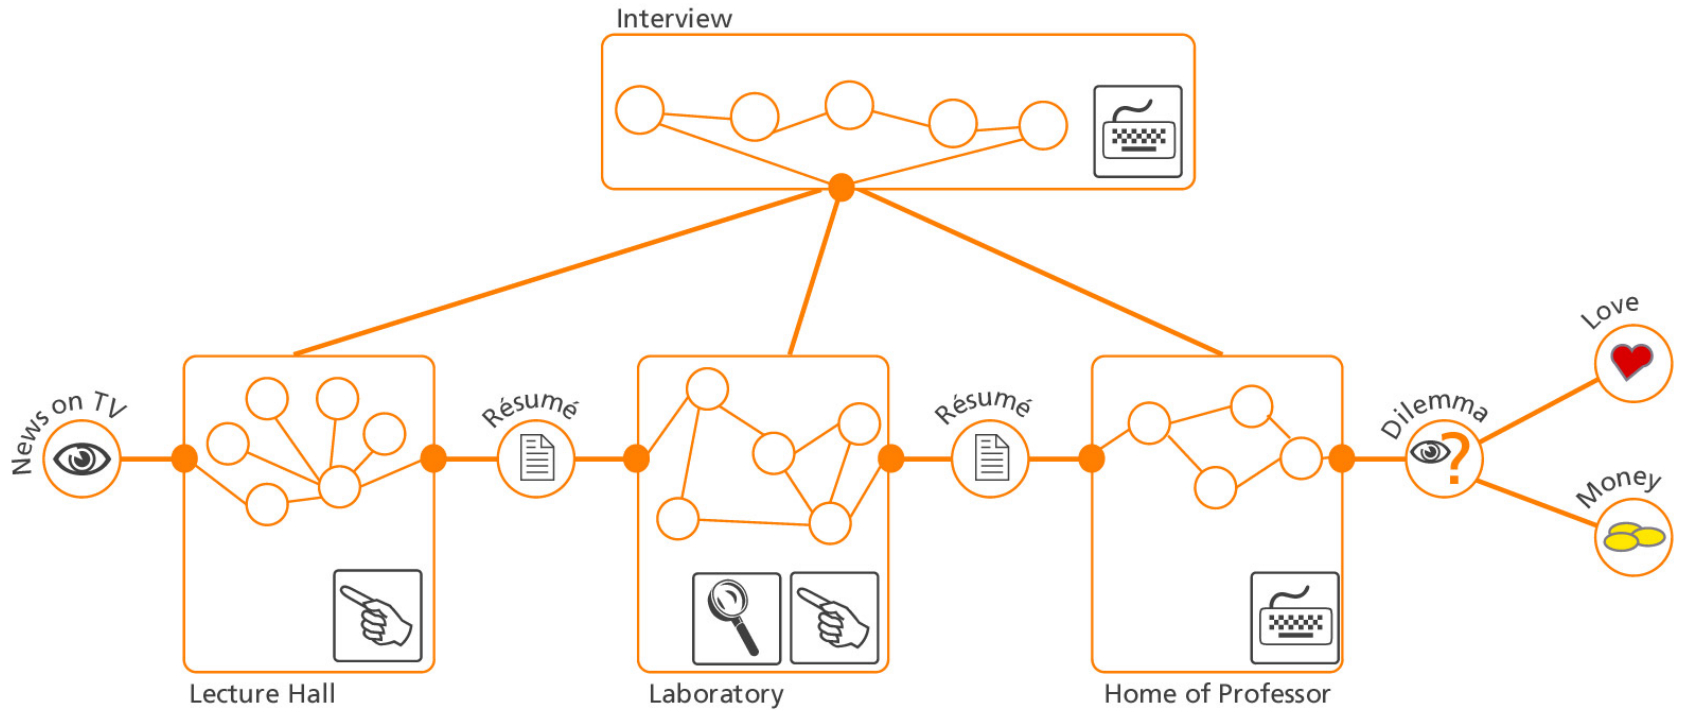 Interview
News on TV
Résumé
Résumé
Dilemma
Love
Money
Lecture Hall
Laboratory
Home of Professor